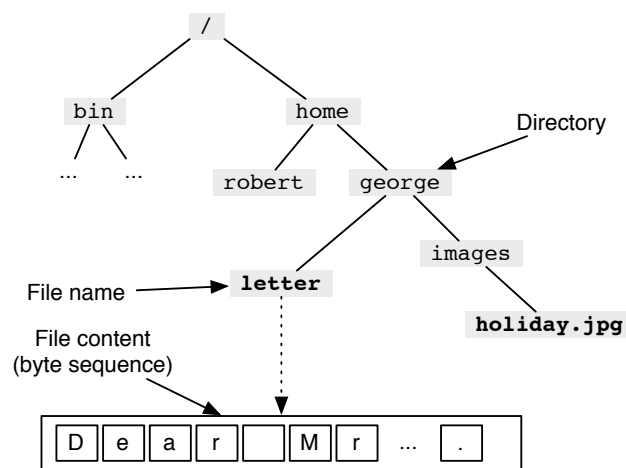 /
bin home
Directory
... ... robert george
images
letter
File name
holiday.jpg
File content
(byte sequence)
D e a r M r ... .